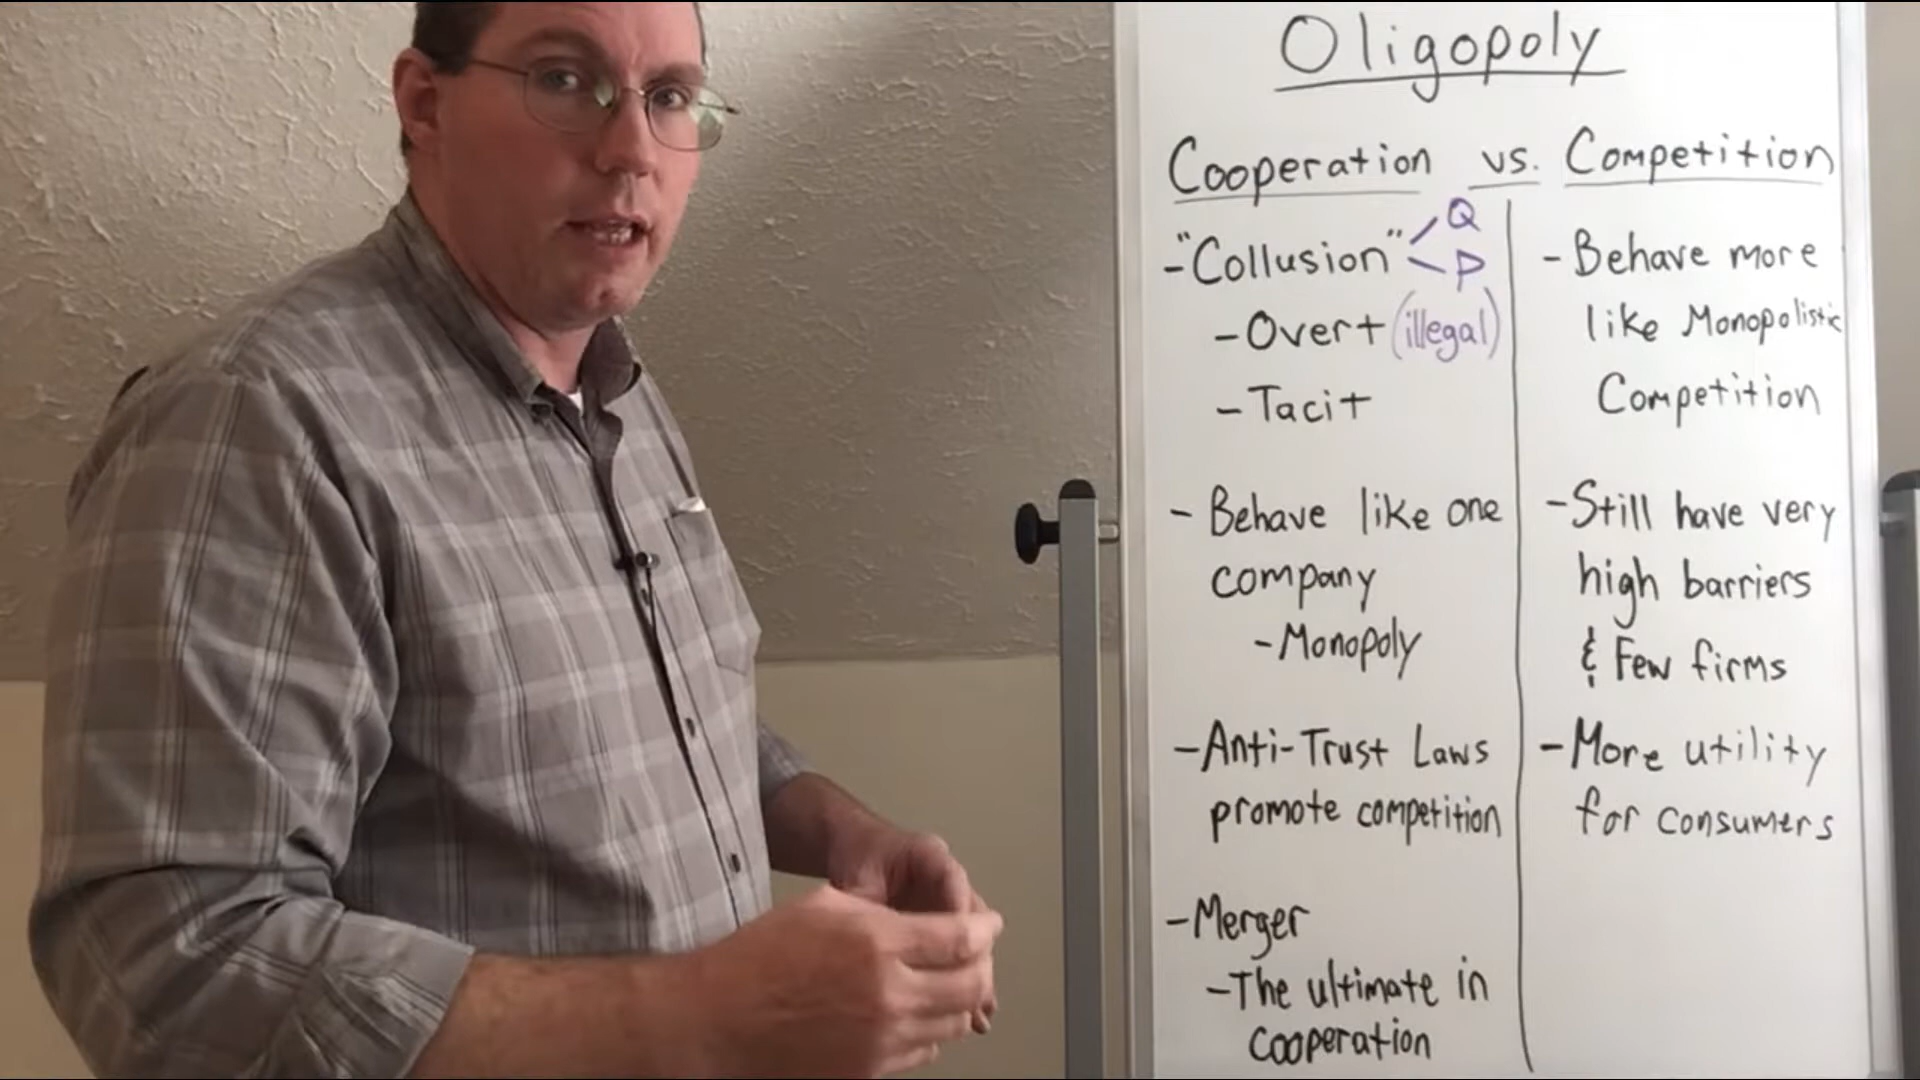 Oligopoly
Cooperation vs. Competition
-"Collusion" Q
P
-Overt (illegal)
-Tacit
- Behave like one
company
-Monopoly
-Anti-Trust Laws
promote competition
-Merger
-The ultimate in
cooperation
- Behave more
like Monopolistic
Competition
-Still have very
high barriers
& Few firms
-More utility
for consumers